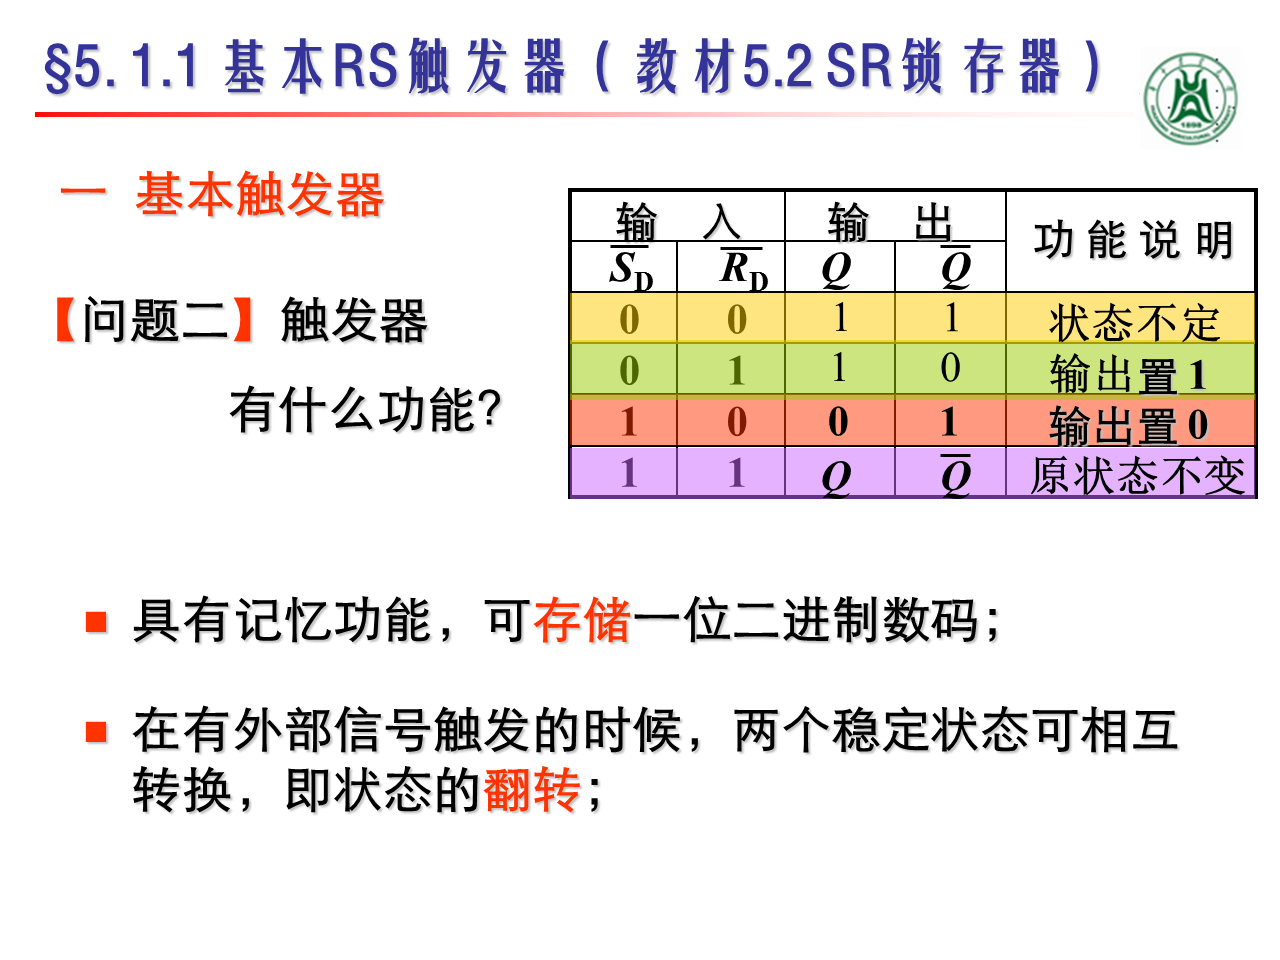 §5.1.1 基本RS触发器（教材5.2 SR锁存器）
一 基本触发器
【问题二】触发器
有什么功能?
输 入 输 出 功能说明
S̅D R̅D Q Q̅
0 0 1 1 状态不定
0 1 1 0 输出置1
1 0 0 1 输出置0
1 1 Q Q̅ 原状态不变
■ 具有记忆功能，可存储一位二进制数码；
■ 在有外部信号触发的时候，两个稳定状态可相互
转换，即状态的翻转；
1898